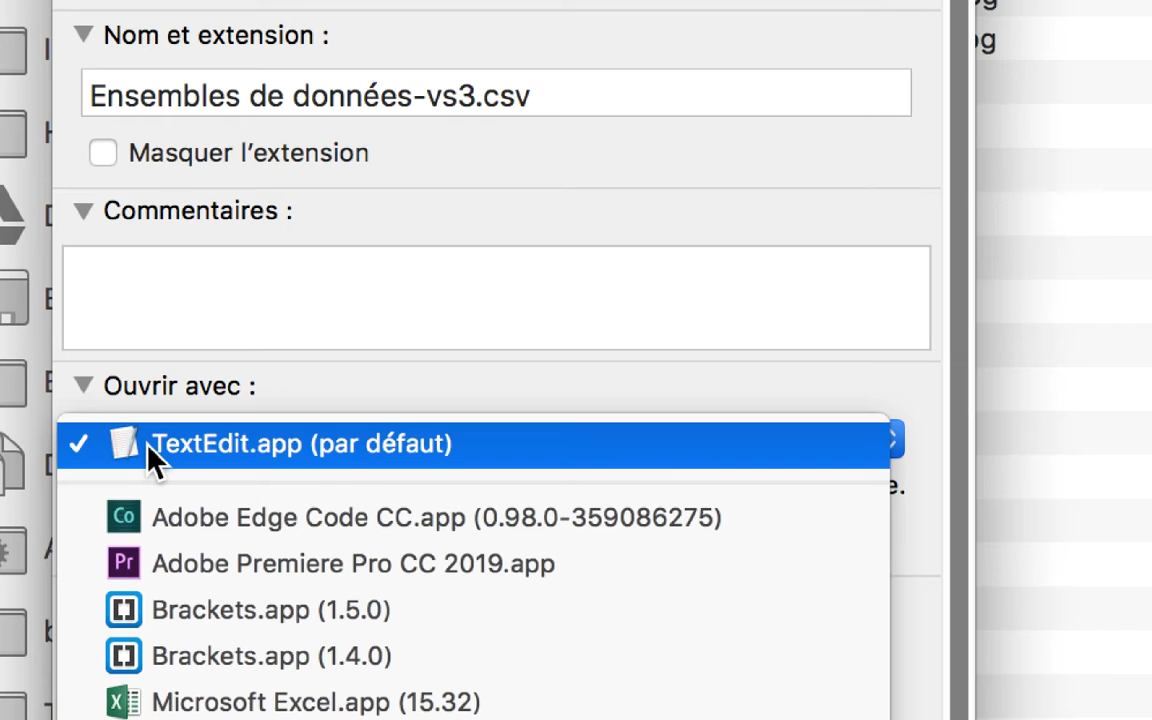 Nom et extension :
Ensembles de données-vs3.csv
Masquer l’extension
Commentaires :
Ouvrir avec :
TextEdit.app (par défaut)
Adobe Edge Code CC.app (0.98.0-359086275)
Adobe Premiere Pro CC 2019.app
Brackets.app (1.5.0)
Brackets.app (1.4.0)
Microsoft Excel.app (15.32)